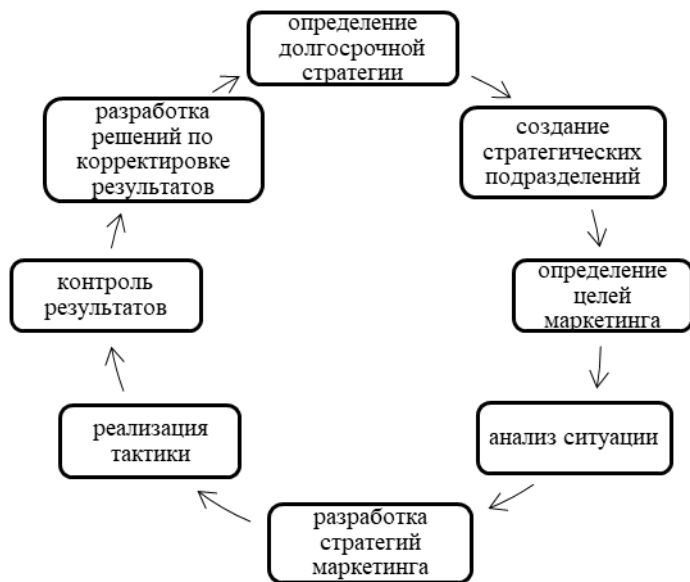 определение
долгосрочной
стратегии
создание
стратегических
подразделений
определение
целей
маркетинга
анализ ситуации
разработка
стратегий
маркетинга
реализация
тактики
контроль
результатов
разработка
решений по
корректировке
результатов